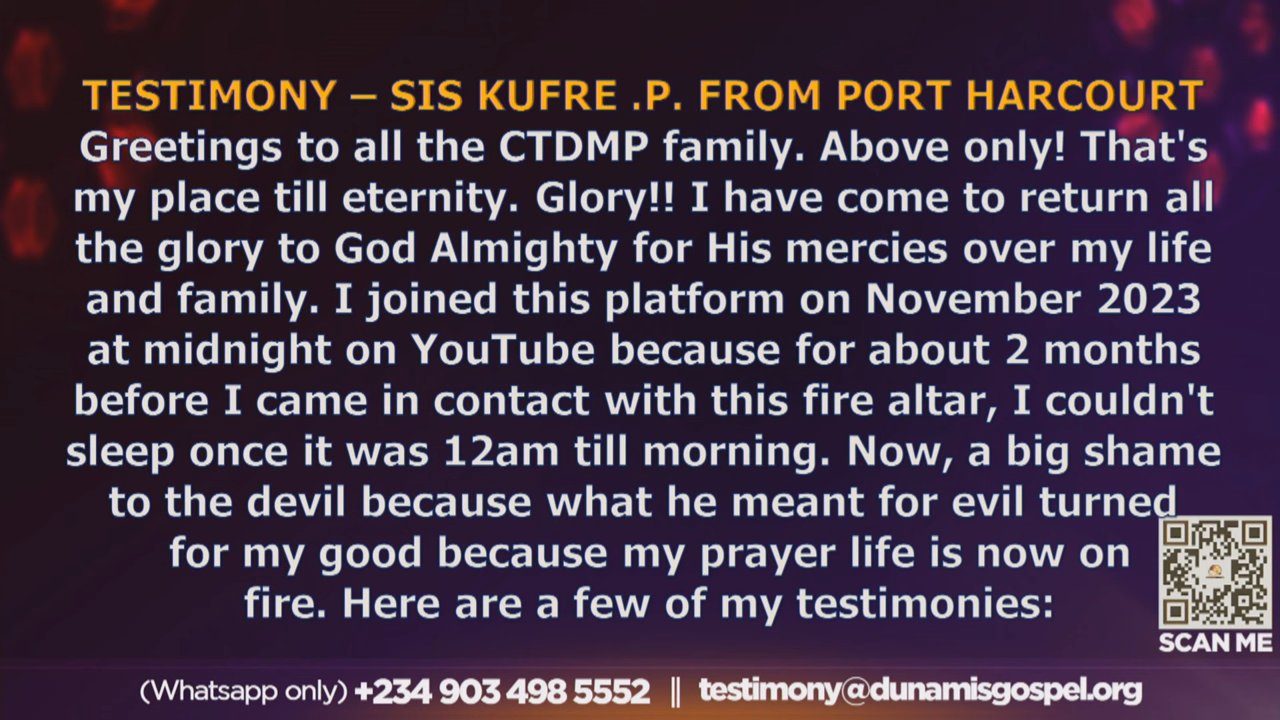 TESTIMONY – SIS KUFRE .P. FROM PORT HARCOURT
Greetings to all the CTDMP family. Above only! That's
my place till eternity. Glory!! I have come to return all
the glory to God Almighty for His mercies over my life
and family. I joined this platform on November 2023
at midnight on YouTube because for about 2 months
before I came in contact with this fire altar, I couldn't
sleep once it was 12am till morning. Now, a big shame
to the devil because what he meant for evil turned
for my good because my prayer life is now on
fire. Here are a few of my testimonies:
SCAN ME
(Whatsapp only) +234 903 498 5552 || testimony@dunamisgospel.org